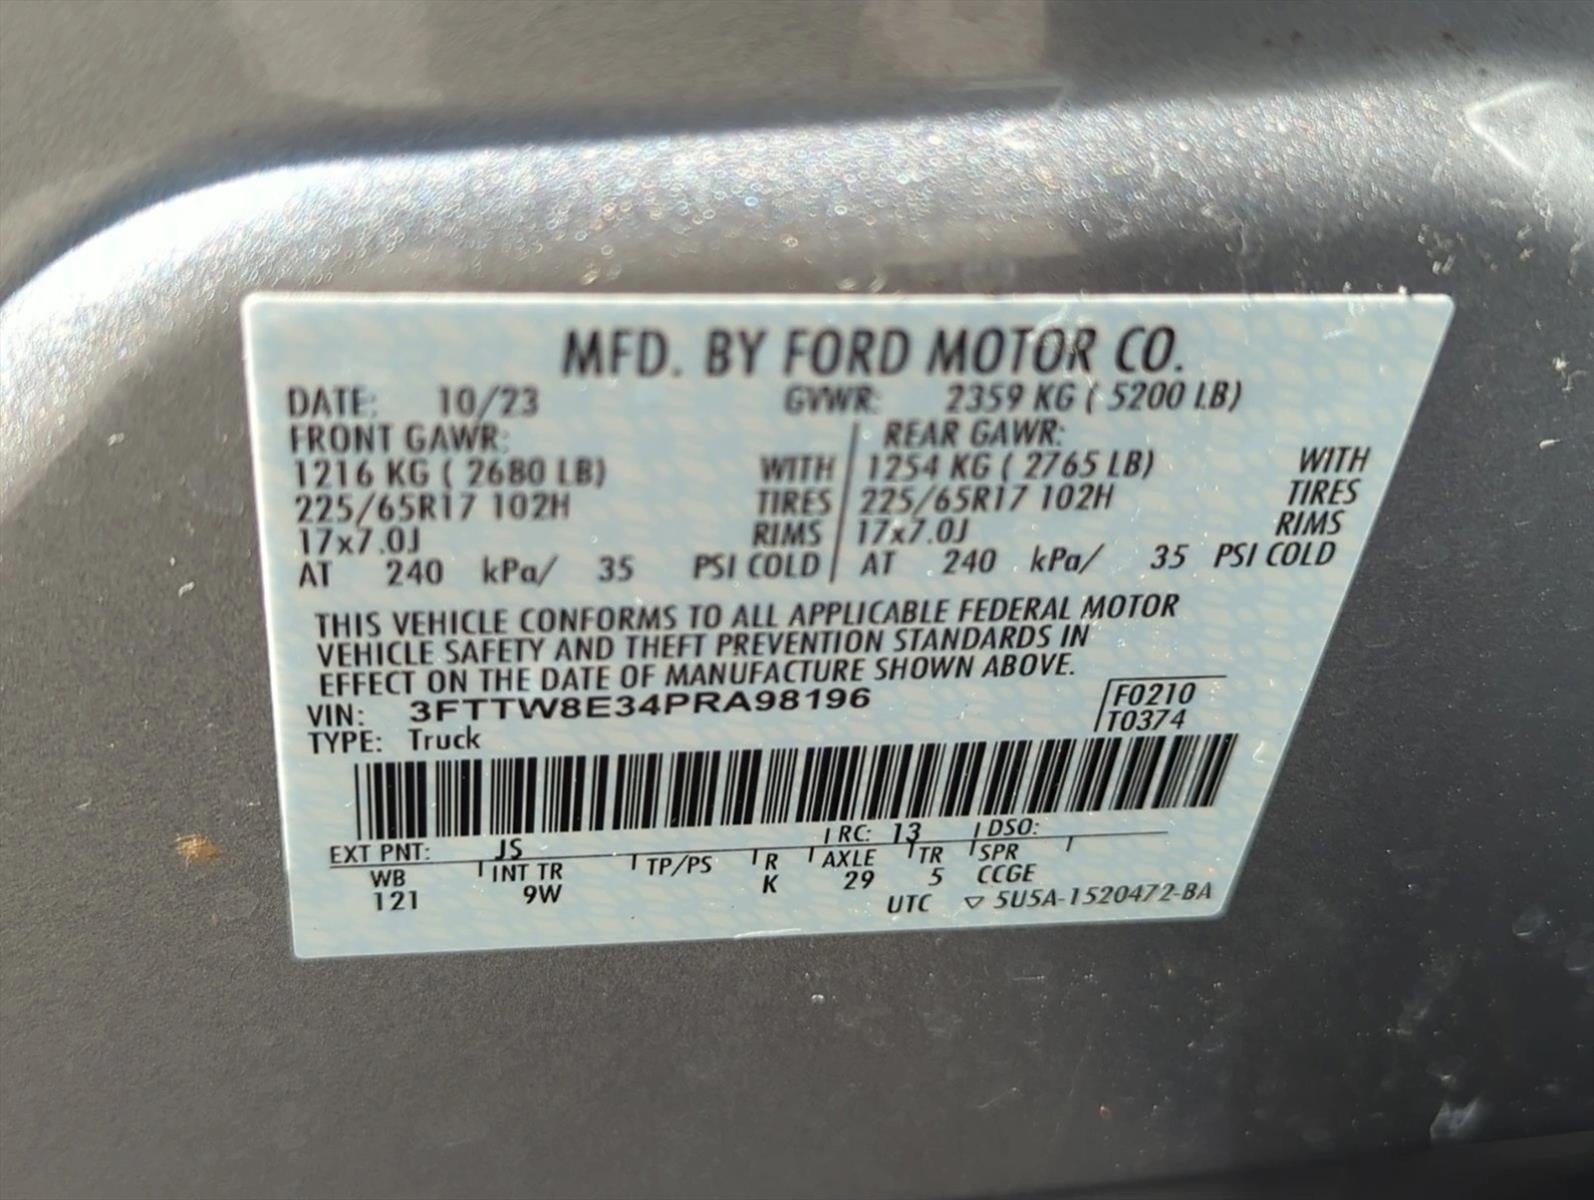 MFD. BY FORD MOTOR CO.
DATE: 10/23 GVWR: 2359 KG ( 5200 LB)
FRONT GAWR: REAR GAWR:
1216 KG ( 2680 LB) WITH 1254 KG ( 2765 LB) WITH
225/65R17 102H TIRES 225/65R17 102H TIRES
17x7.0J RIMS 17x7.0J RIMS
AT 240 kPa/ 35 PSI COLD AT 240 kPa/ 35 PSI COLD
THIS VEHICLE CONFORMS TO ALL APPLICABLE FEDERAL MOTOR
VEHICLE SAFETY AND THEFT PREVENTION STANDARDS IN
EFFECT ON THE DATE OF MANUFACTURE SHOWN ABOVE.
VIN: 3FTTW8E34PRA98196 F0210
TYPE: Truck T0374
EXT PNT: JS RC: 13 DSO:
WB INT TR TP/PS R AXLE TR SPR
121 9W K 29 5 CCGE
UTC ▽ 5U5A-1520472-BA